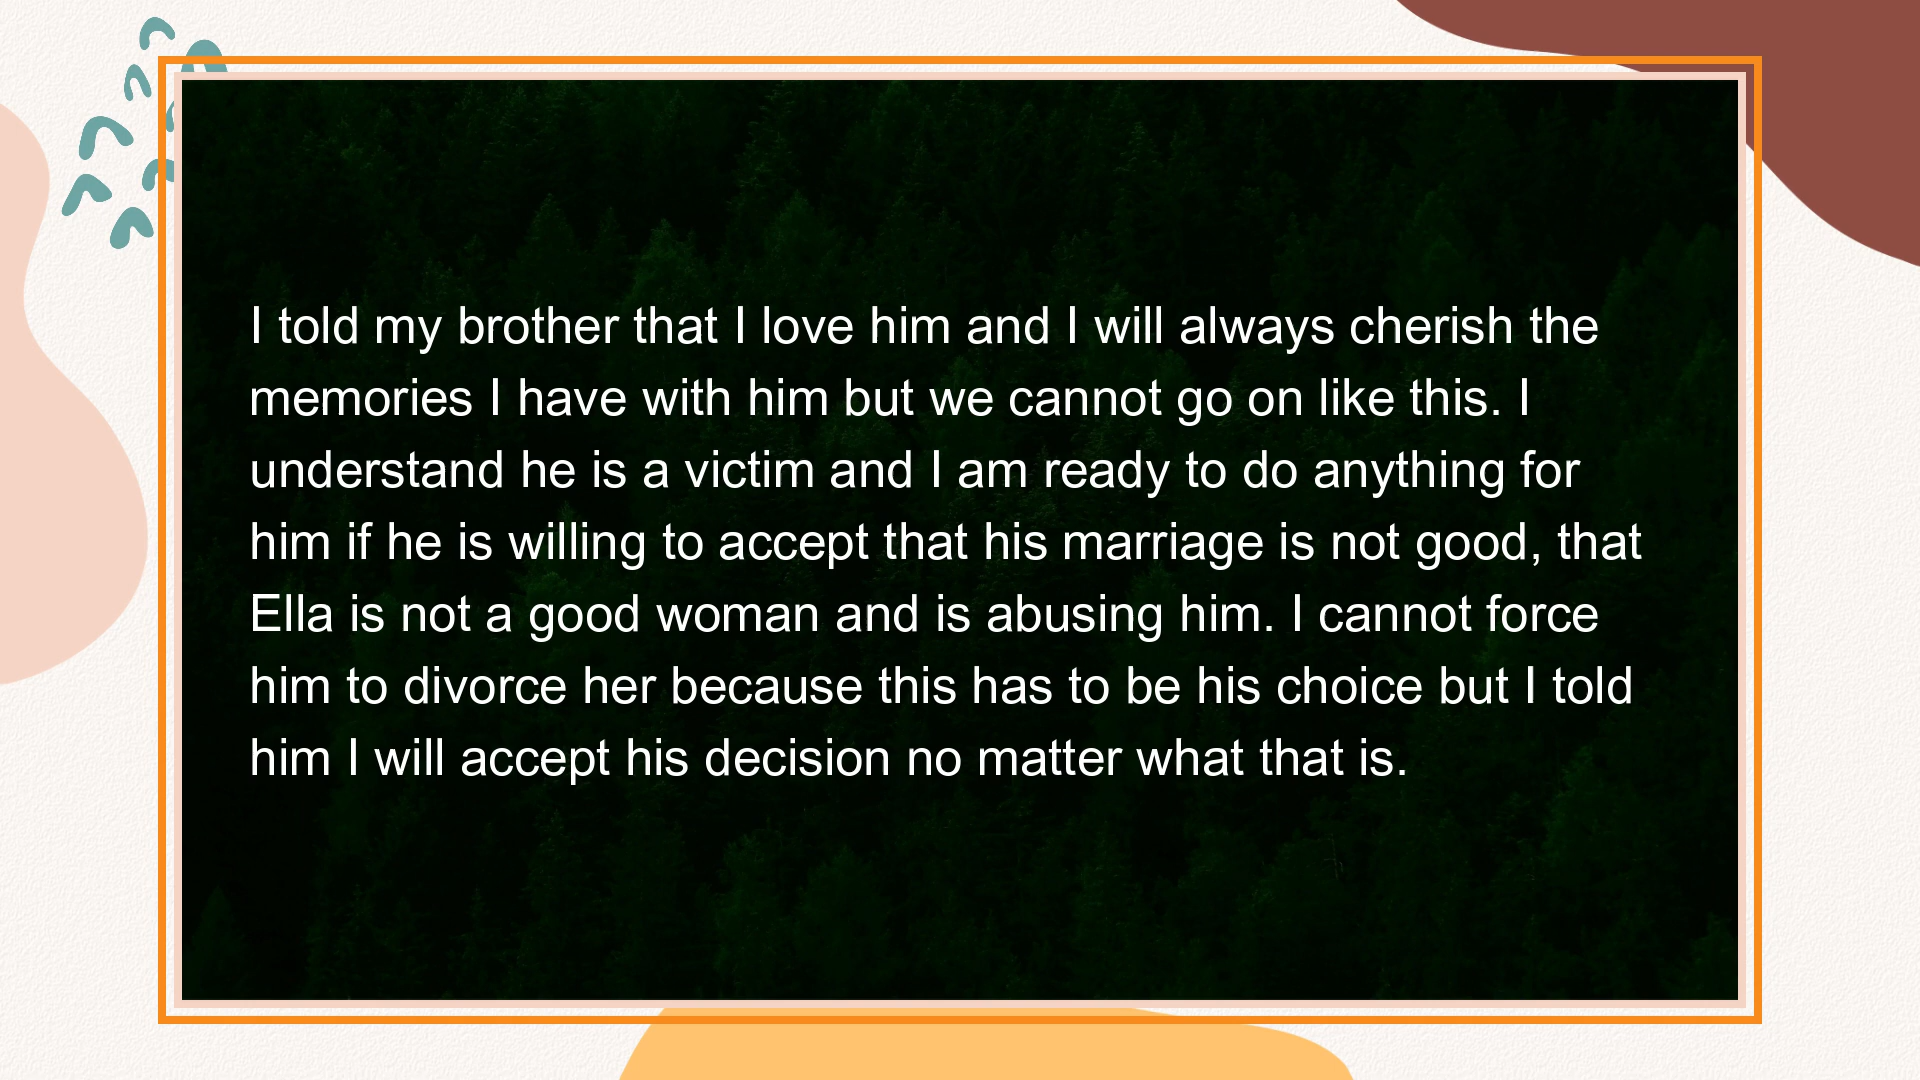 I told my brother that I love him and I will always cherish the
memories I have with him but we cannot go on like this. I
understand he is a victim and I am ready to do anything for
him if he is willing to accept that his marriage is not good, that
Ella is not a good woman and is abusing him. I cannot force
him to divorce her because this has to be his choice but I told
him I will accept his decision no matter what that is.